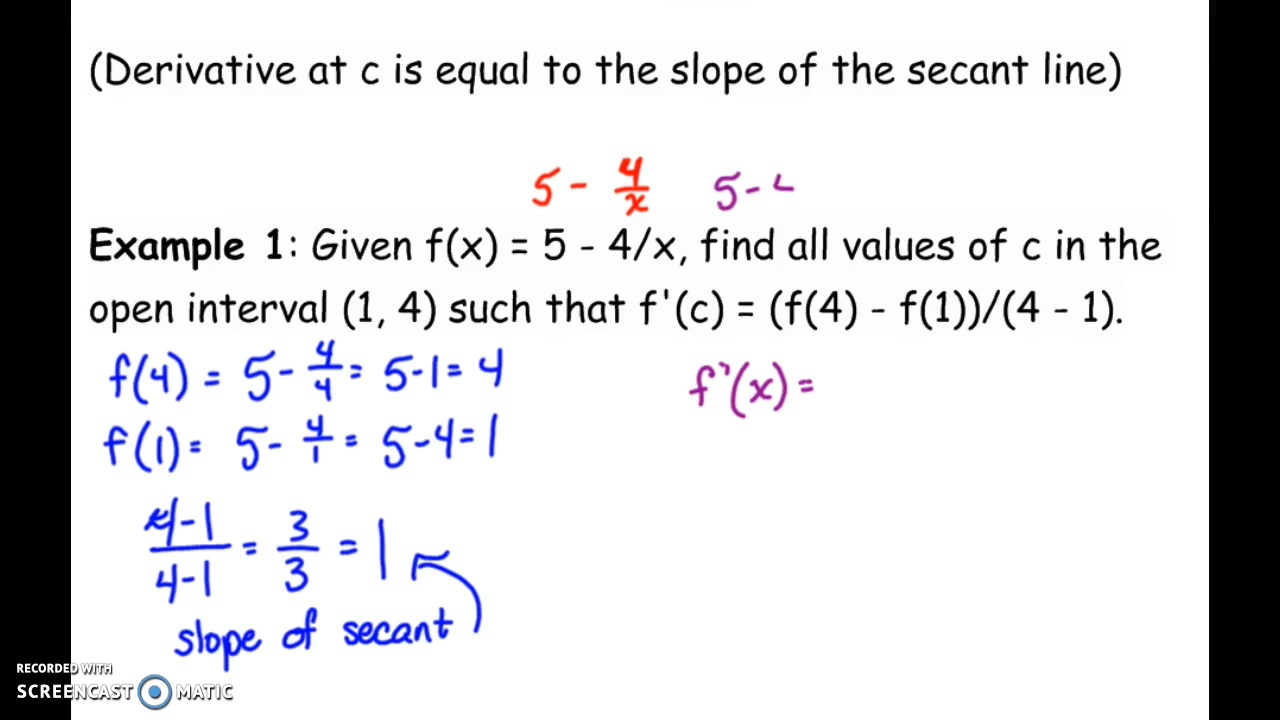 (Derivative at c is equal to the slope of the secant line)
5 - 4/x 5 -
Example 1: Given f(x) = 5 - 4/x, find all values of c in the
open interval (1, 4) such that f'(c) = (f(4) - f(1))/(4 - 1).
f(4) = 5 - 4/4 = 5-1 = 4
f'(x) =
f(1) = 5 - 4/1 = 5-4 = 1
4-1/4-1 = 3/3 = 1
slope of secant
RECORDED WITH
SCREENCAST MATIC